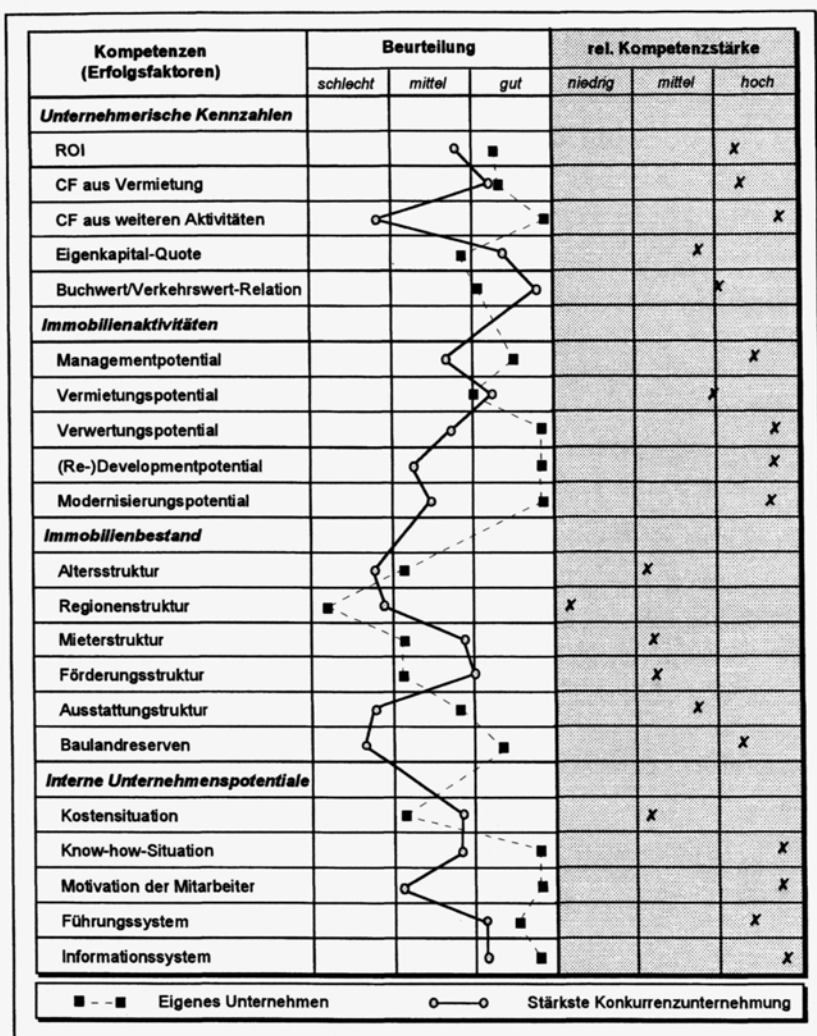 Kompetenzen
(Erfolgsfaktoren)
Beurteilung
rel. Kompetenzstärke
schlecht mittel gut niedrig mittel hoch
Unternehmerische Kennzahlen
ROI
CF aus Vermietung
CF aus weiteren Aktivitäten
Eigenkapital-Quote
Buchwert/Verkehrswert-Relation
Immobilienaktivitäten
Managementpotential
Vermietungspotential
Verwertungspotential
(Re-)Developmentpotential
Modernisierungspotential
Immobilienbestand
Altersstruktur
Regionenstruktur
Mieterstruktur
Förderungsstruktur
Ausstattungstruktur
Baulandreserven
Interne Unternehmenspotentiale
Kostensituation
Know-how-Situation
Motivation der Mitarbeiter
Führungssystem
Informationssystem
Eigenes Unternehmen Stärkste Konkurrenzunternehmung